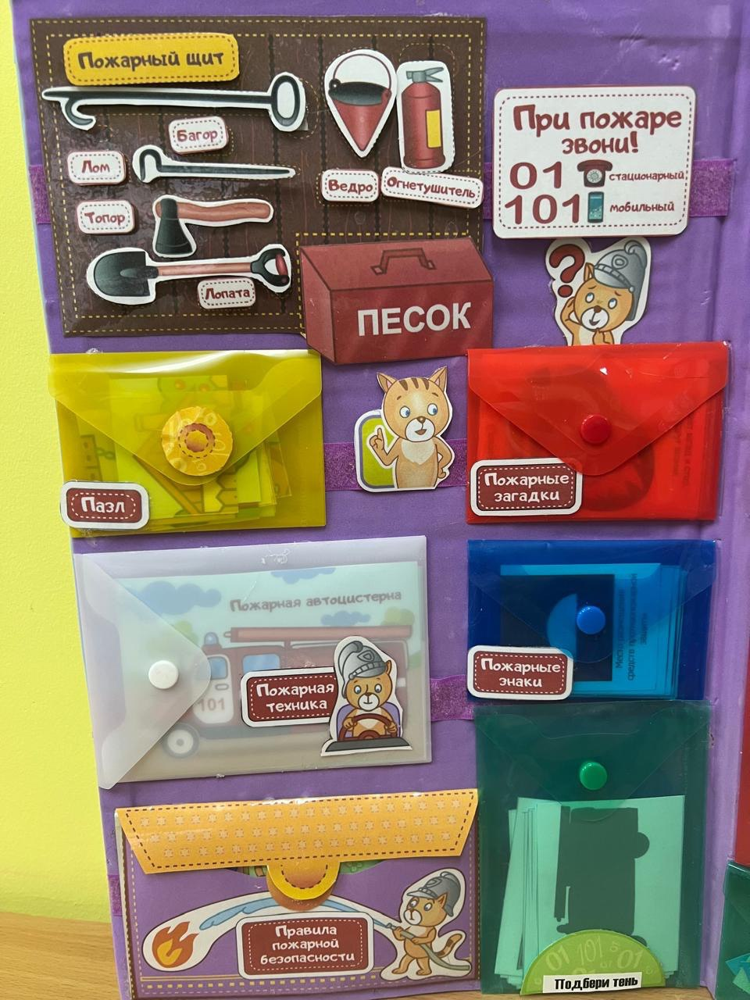 Пожарный щит
Багор
Лом
Ведро
Огнетушитель
Топор
Лопата
ПЕСОК
При пожаре
звони!
01 стационарный
101 мобильный
Пазл
Пожарные
загадки
Пожарная автоцистерна
101
Пожарная
техника
Пожарные
знаки
Правила
пожарной
безопасности
01 101 01
Подбери тень